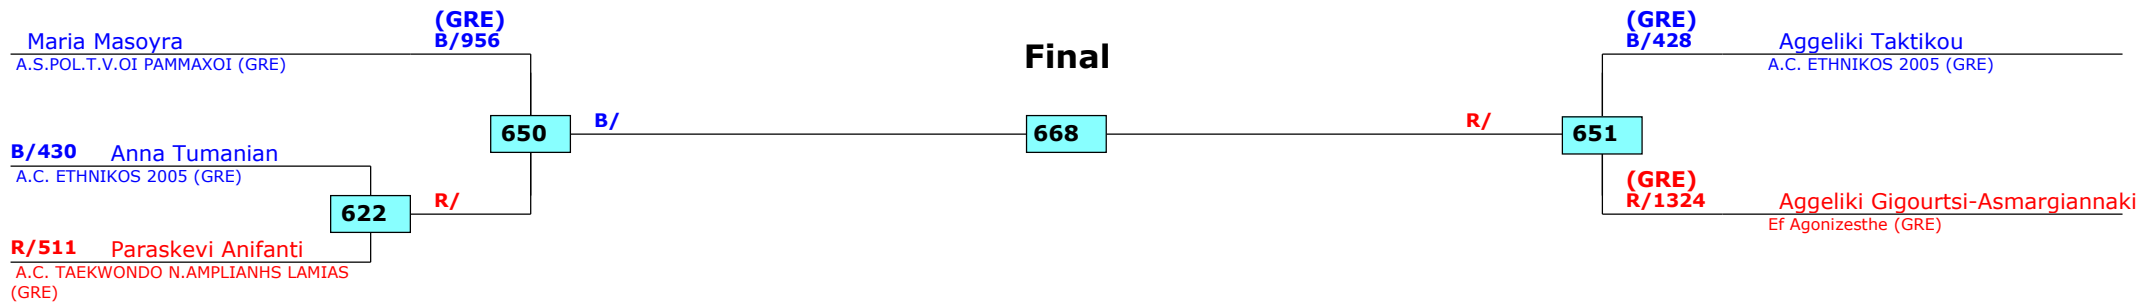 (GRE)
B/956
Maria Masoyra
A.S.POL.T.V.OI PAMMAXOI (GRE)
B/430 Anna Tumanian
A.C. ETHNIKOS 2005 (GRE)
R/511 Paraskevi Anifanti
A.C. TAEKWONDO N.AMPLIANHS LAMIAS
(GRE)
622
R/
650
B/
Final
668
R/
651
(GRE)
B/428
Aggeliki Taktikou
A.C. ETHNIKOS 2005 (GRE)
(GRE)
R/1324
Aggeliki Gigourtsi-Asmargiannaki
Ef Agonizesthe (GRE)